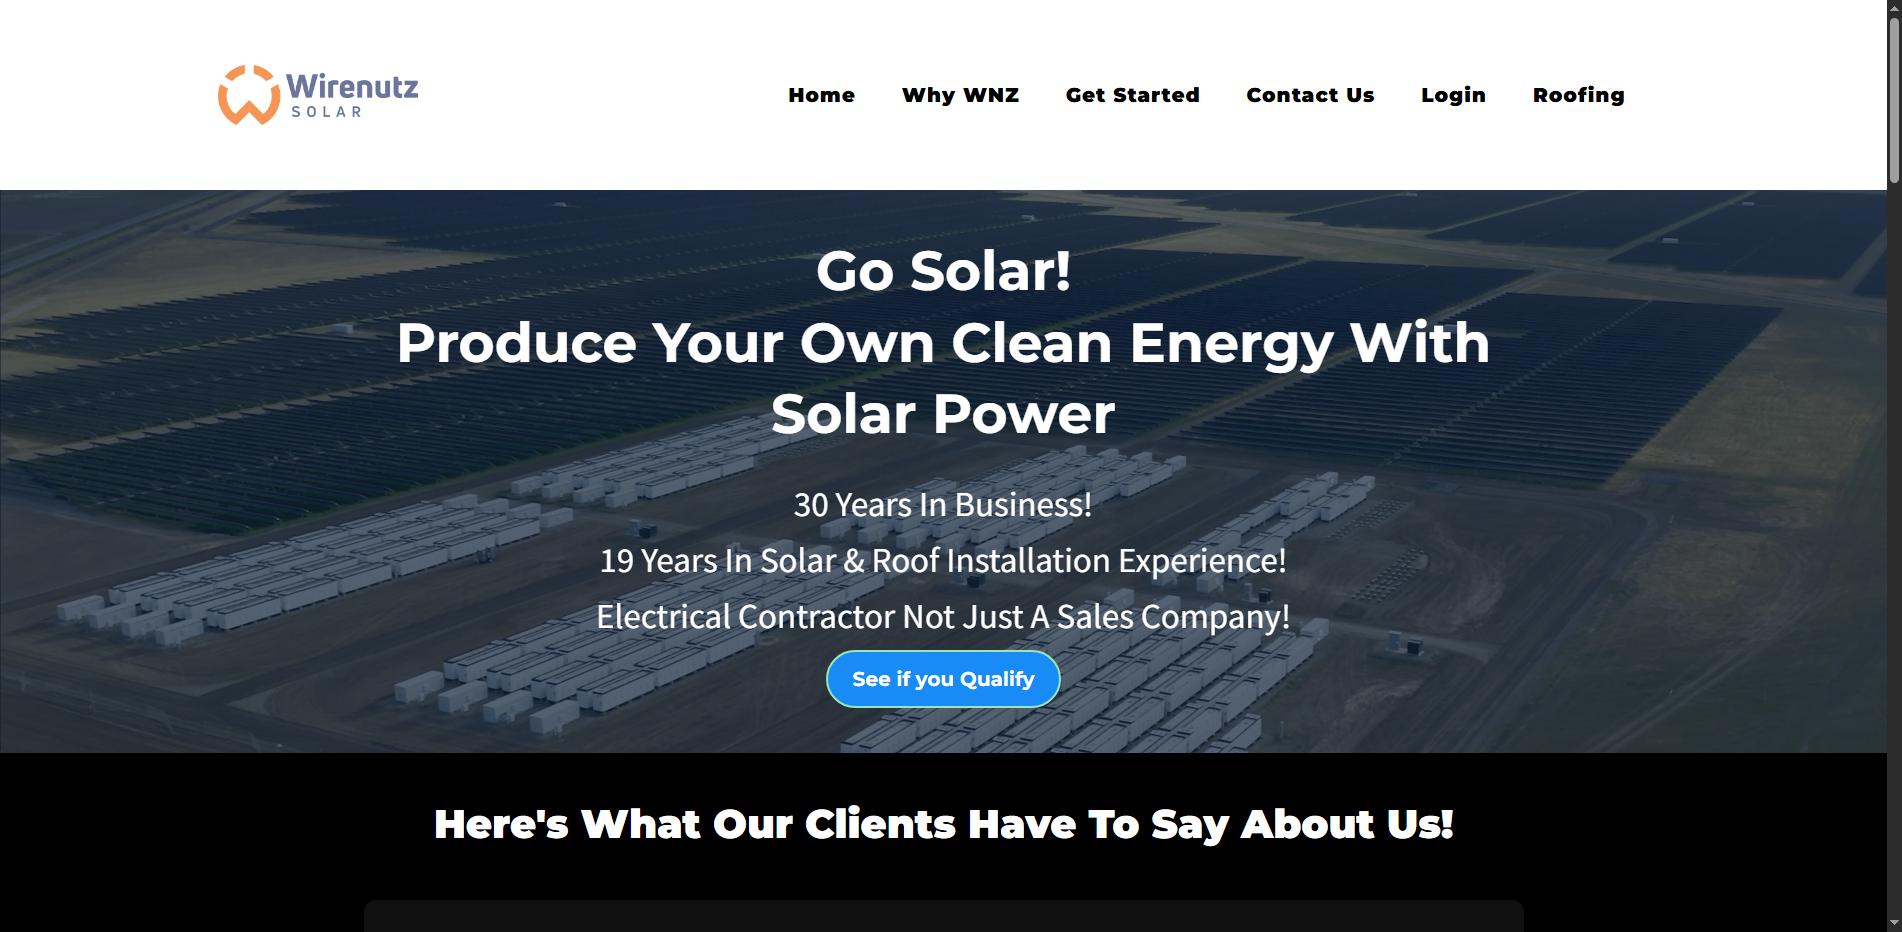 Wirenutz
SOLAR
Home
Why WNZ
Get Started
Contact Us
Login
Roofing
Go Solar!
Produce Your Own Clean Energy With
Solar Power
30 Years In Business!
19 Years In Solar & Roof Installation Experience!
Electrical Contractor Not Just A Sales Company!
See if you Qualify
Here's What Our Clients Have To Say About Us!